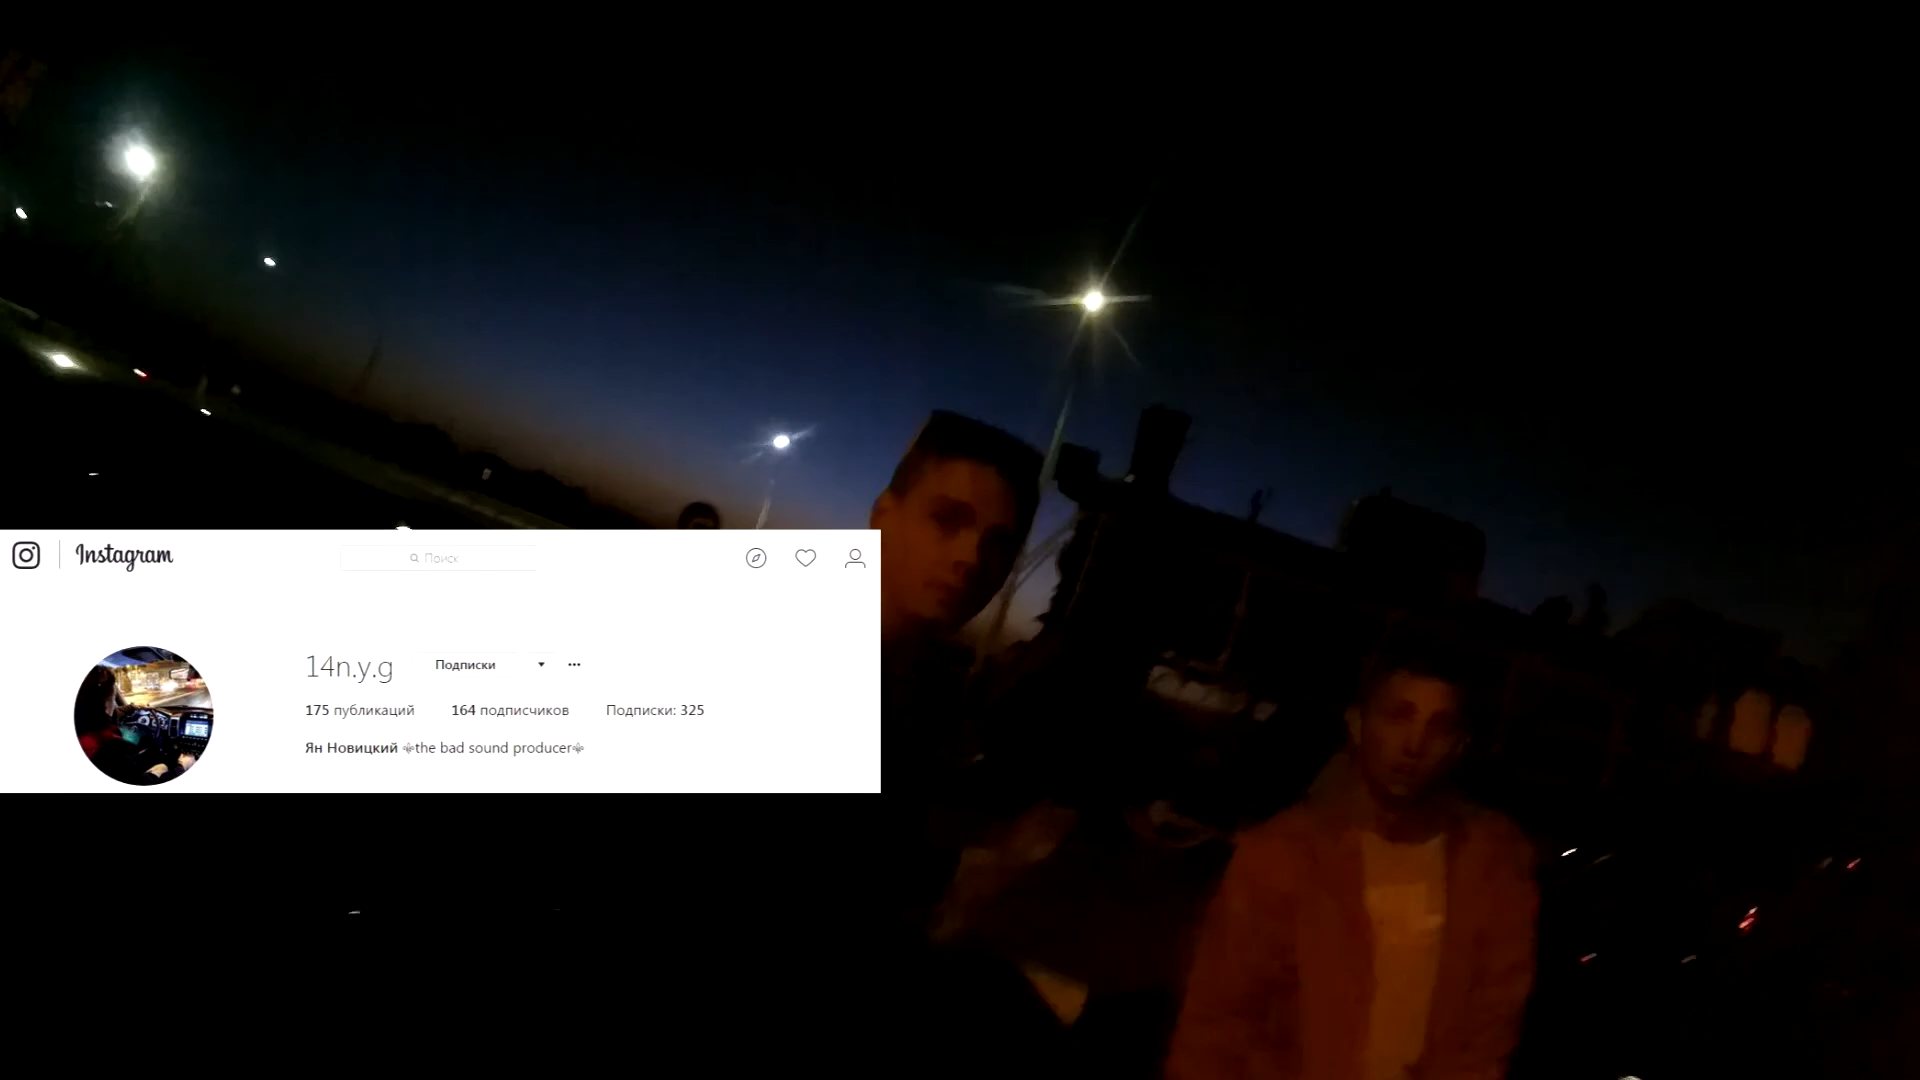 Instagram
Поиск
14n.y.g
Подписки
175 публикаций 164 подписчиков Подписки: 325
Ян Новицкий ⚜the bad sound producer⚜